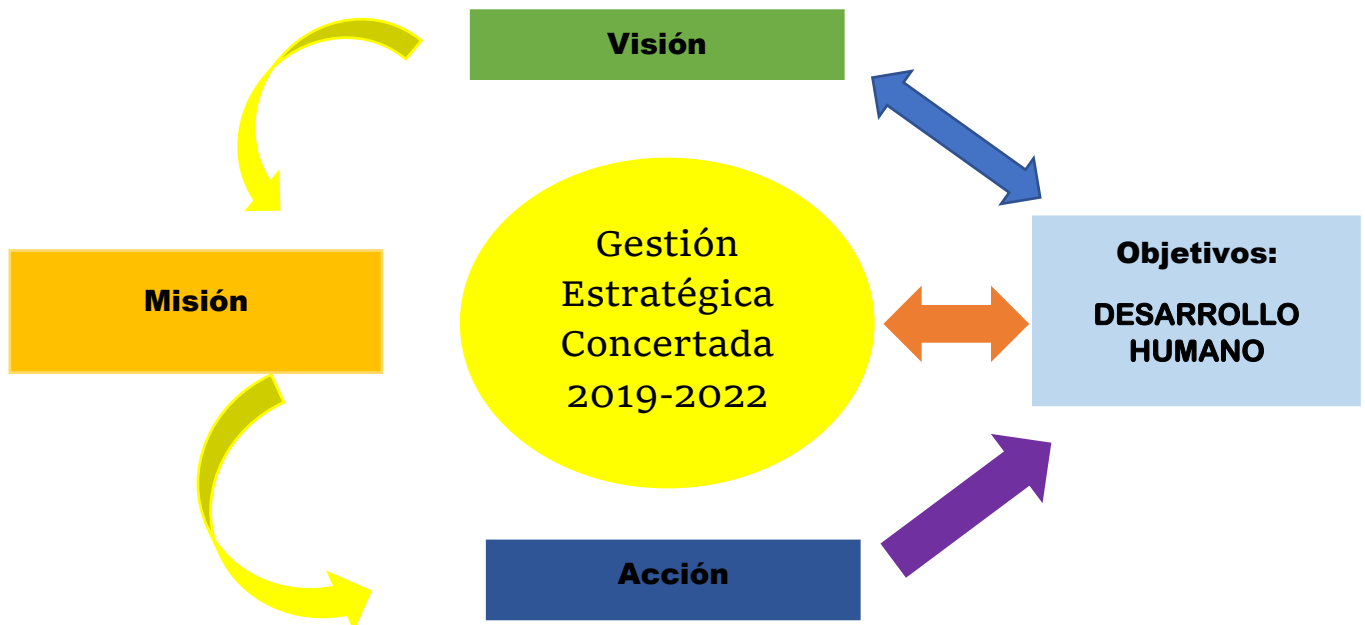 Visión
Misión
Gestión
Estratégica
Concertada
2019-2022
Objetivos:
DESARROLLO
HUMANO
Acción